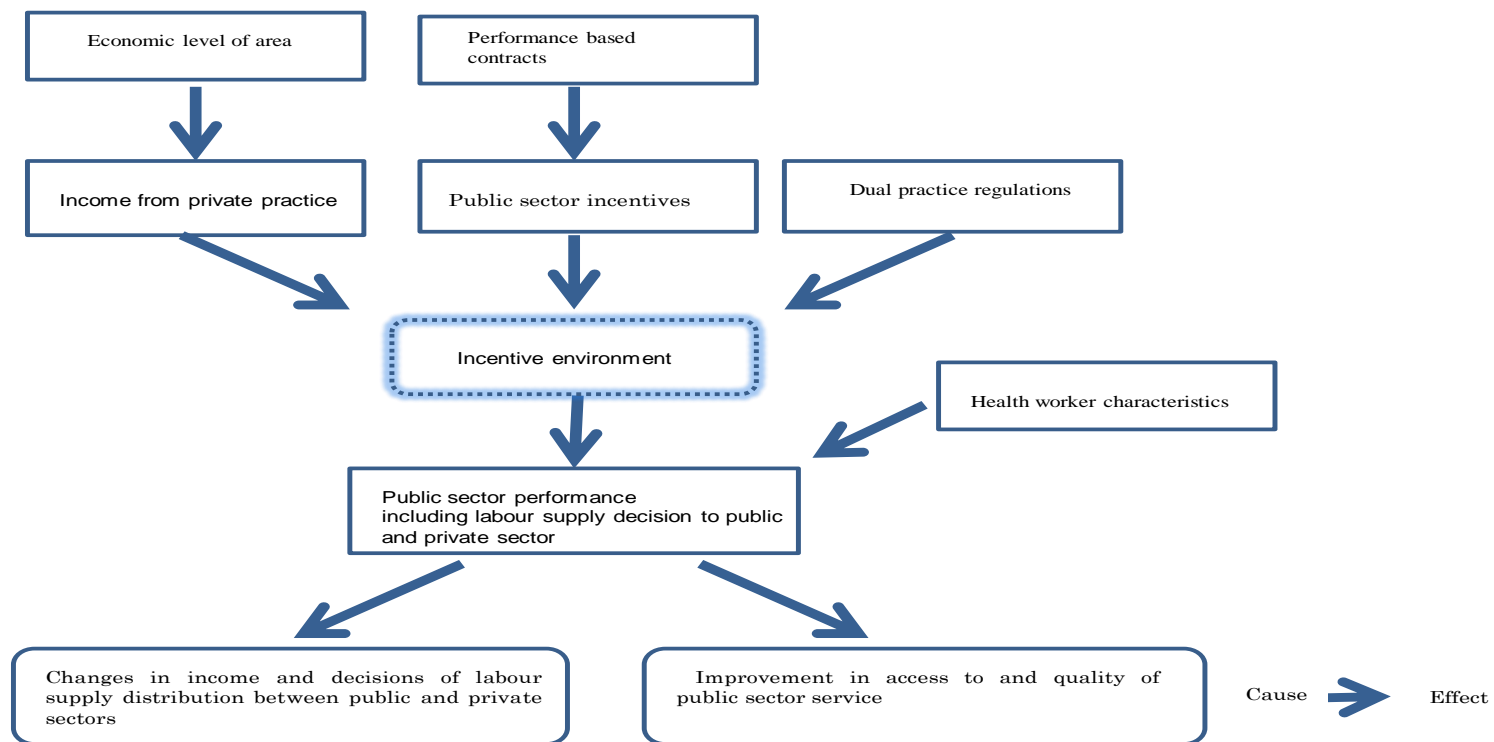 Economic level of area
Performance based
contracts
Income from private practice
Public sector incentives
Dual practice regulations
Incentive environment
Health worker characteristics
Public sector performance
including labour supply decision to public
and private sector
Changes in income and decisions of labour
supply distribution between public and private
sectors
Improvement in access to and quality of
public sector service
Cause
Effect